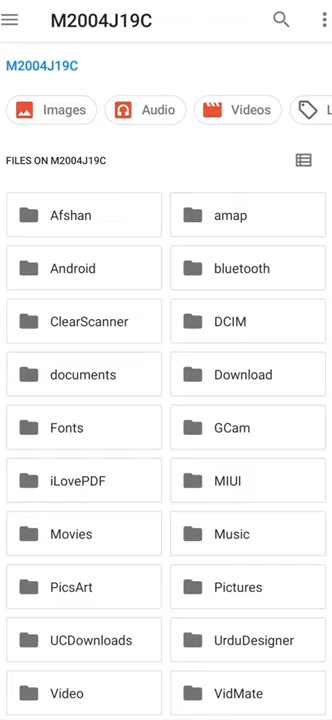 M2004J19C
M2004J19C
Images Audio Videos L
FILES ON M2004J19C
Afshan amap
Android bluetooth
ClearScanner DCIM
documents Download
Fonts GCam
iLovePDF MIUI
Movies Music
PicsArt Pictures
UCDownloads UrduDesigner
Video VidMate